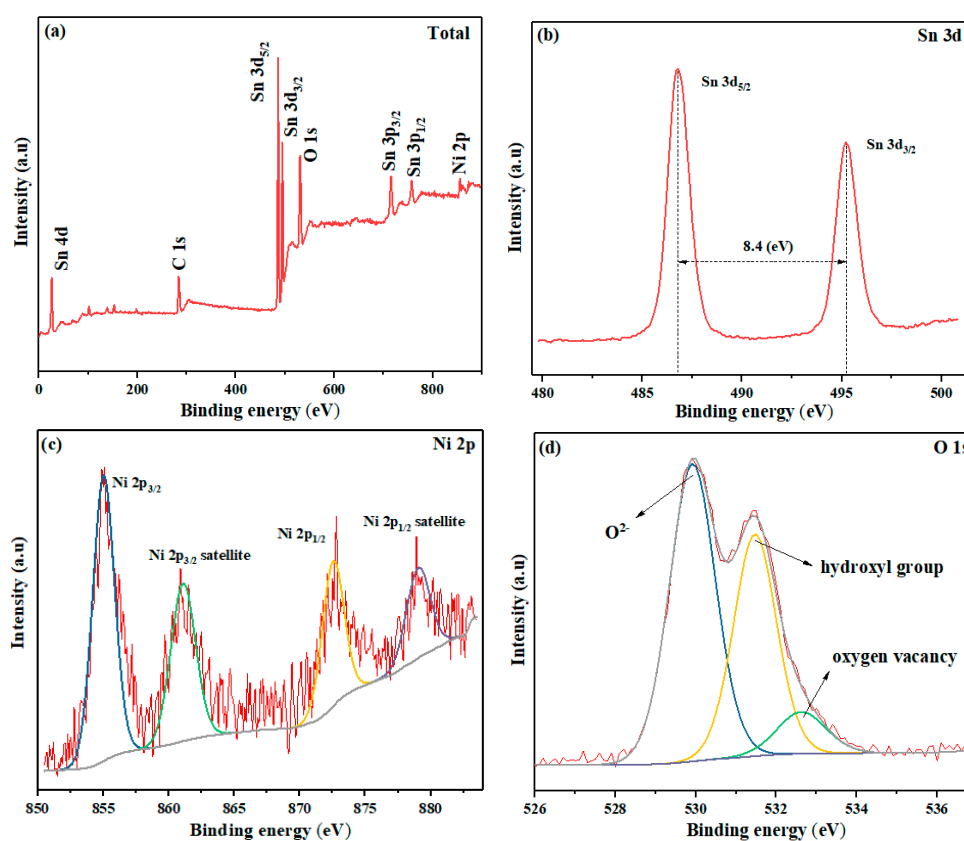 (a)
Total
Sn 4d
C 1s
Sn 3d5/2
Sn 3d3/2
O 1s
Sn 3p3/2
Sn 3p1/2
Ni 2p
Intensity (a.u)
0 200 400 600 800
Binding energy (eV)
(b)
Sn 3d
Sn 3d5/2
Sn 3d3/2
8.4 (eV)
Intensity (a.u)
480 485 490 495 500
Binding energy (eV)
(c)
Ni 2p
Ni 2p3/2
Ni 2p3/2 satellite
Ni 2p1/2
Ni 2p1/2 satellite
Intensity (a.u)
850 855 860 865 870 875 880
Binding energy (eV)
(d)
O 1s
O2-
hydroxyl group
oxygen vacancy
Intensity (a.u)
526 528 530 532 534 536
Binding energy (eV)